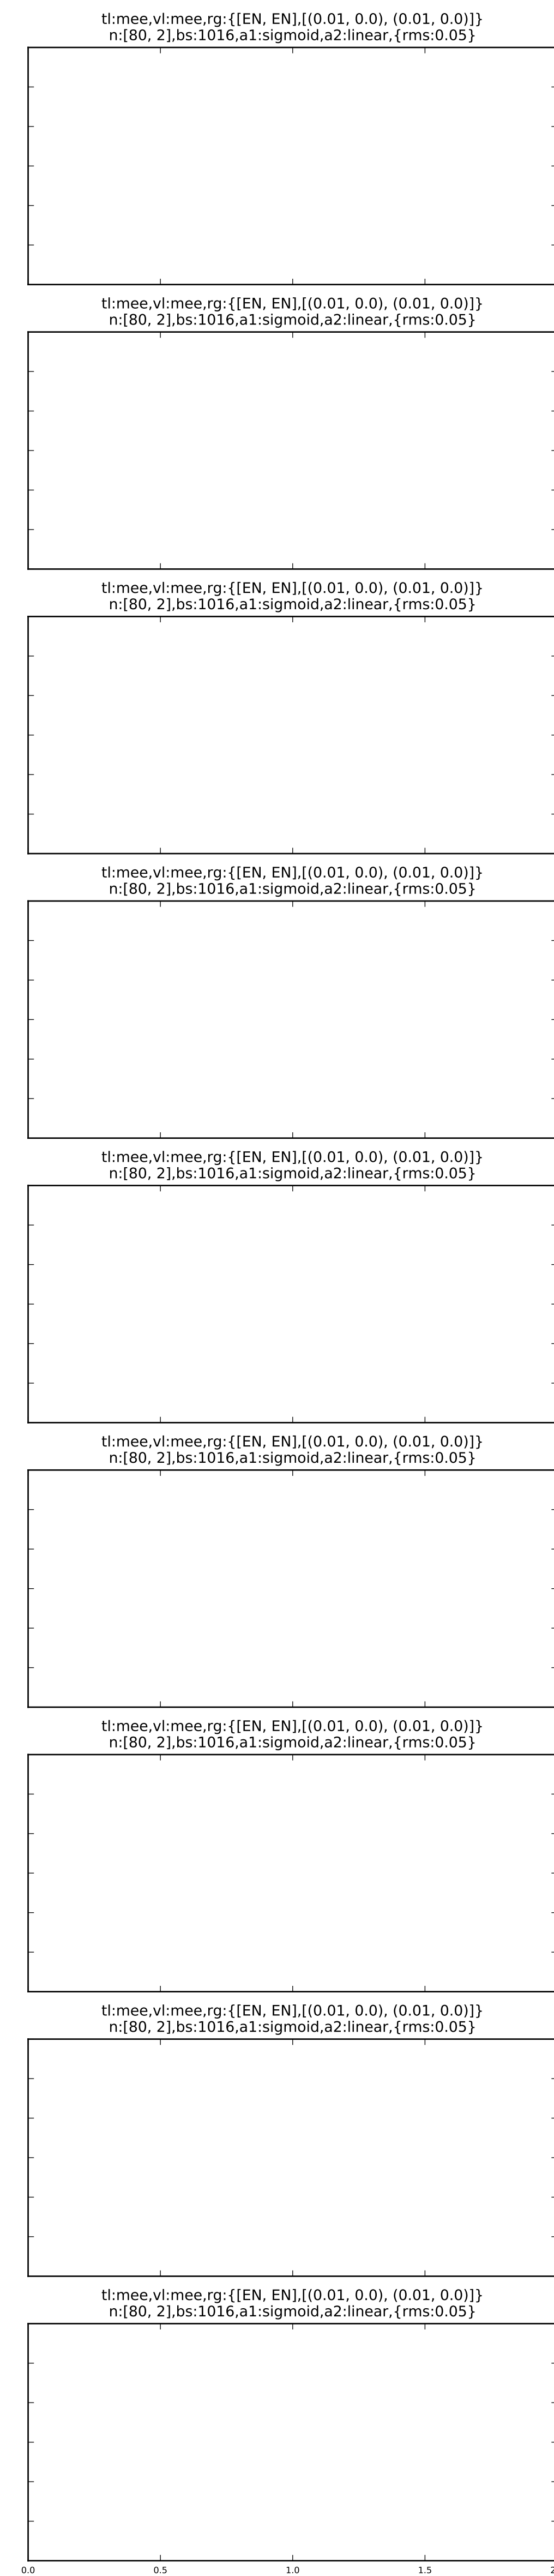 tl:mee,vl:mee,rg:{[EN, EN],[(0.01, 0.0), (0.01, 0.0)]}
n:[80, 2],bs:1016,a1:sigmoid,a2:linear,{rms:0.05}
tl:mee,vl:mee,rg:{[EN, EN],[(0.01, 0.0), (0.01, 0.0)]}
n:[80, 2],bs:1016,a1:sigmoid,a2:linear,{rms:0.05}
tl:mee,vl:mee,rg:{[EN, EN],[(0.01, 0.0), (0.01, 0.0)]}
n:[80, 2],bs:1016,a1:sigmoid,a2:linear,{rms:0.05}
tl:mee,vl:mee,rg:{[EN, EN],[(0.01, 0.0), (0.01, 0.0)]}
n:[80, 2],bs:1016,a1:sigmoid,a2:linear,{rms:0.05}
tl:mee,vl:mee,rg:{[EN, EN],[(0.01, 0.0), (0.01, 0.0)]}
n:[80, 2],bs:1016,a1:sigmoid,a2:linear,{rms:0.05}
tl:mee,vl:mee,rg:{[EN, EN],[(0.01, 0.0), (0.01, 0.0)]}
n:[80, 2],bs:1016,a1:sigmoid,a2:linear,{rms:0.05}
tl:mee,vl:mee,rg:{[EN, EN],[(0.01, 0.0), (0.01, 0.0)]}
n:[80, 2],bs:1016,a1:sigmoid,a2:linear,{rms:0.05}
tl:mee,vl:mee,rg:{[EN, EN],[(0.01, 0.0), (0.01, 0.0)]}
n:[80, 2],bs:1016,a1:sigmoid,a2:linear,{rms:0.05}
tl:mee,vl:mee,rg:{[EN, EN],[(0.01, 0.0), (0.01, 0.0)]}
n:[80, 2],bs:1016,a1:sigmoid,a2:linear,{rms:0.05}
0.0 0.5 1.0 1.5